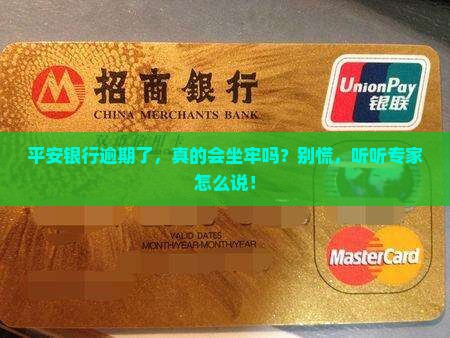 招商銀行
CHINA MERCHANTS BANK
UnionPay
银联
平安银行逾期了，真的会坐牢吗？别慌，听听专家
怎么说！
VALID DATES
MONTH/YEAR-MONTH/YEAR
MasterCard